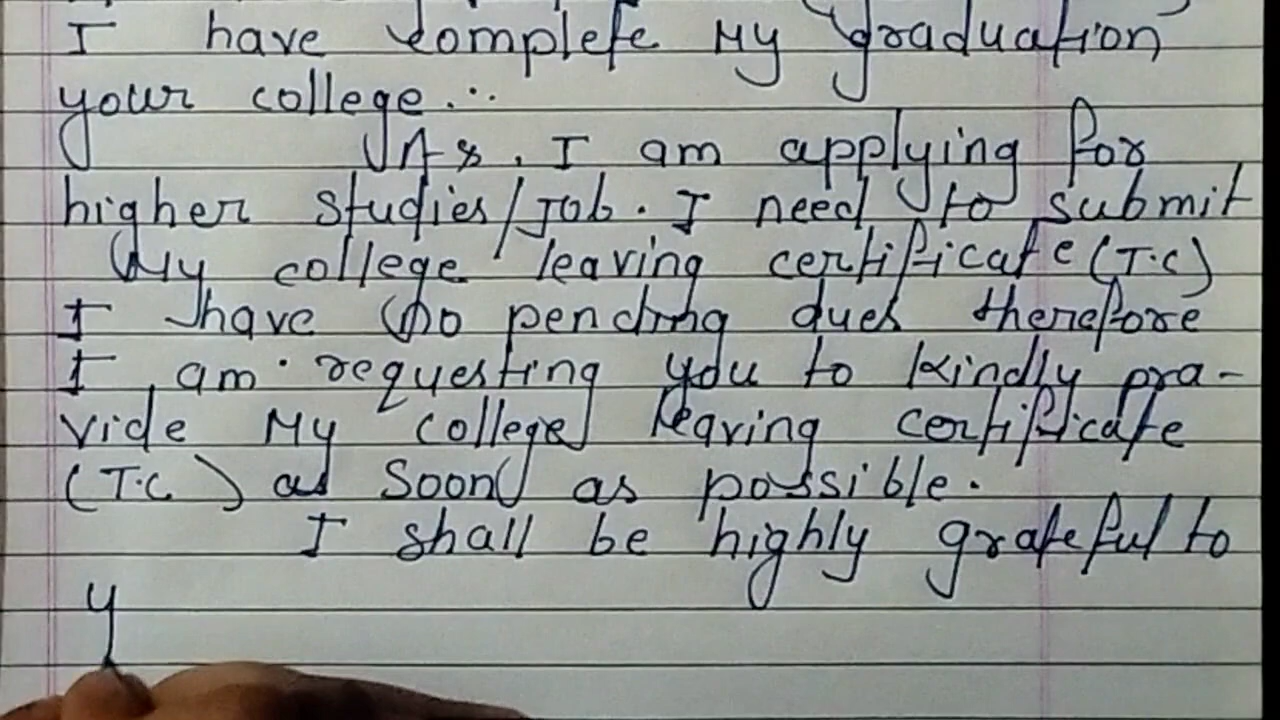 I have complete my graduation
your college...
As, I am applying for
higher studies/Job. I need to submit
My college leaving certificate (T.C)
I have no pending dues therefore
I am requesting you to kindly pra-
vide my college leaving certificate
(T.C) as soon as possible.
I shall be highly grateful to
y